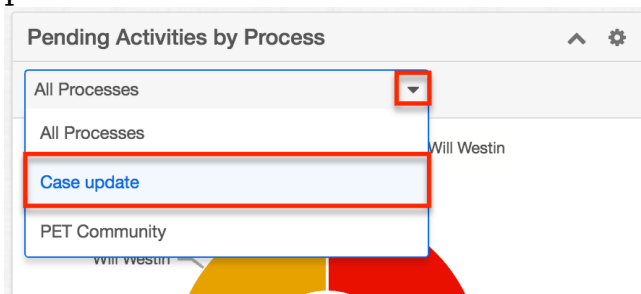 Pending Activities by Process
All Processes
All Processes
Will Westin
Case update
PET Community
Will Westin